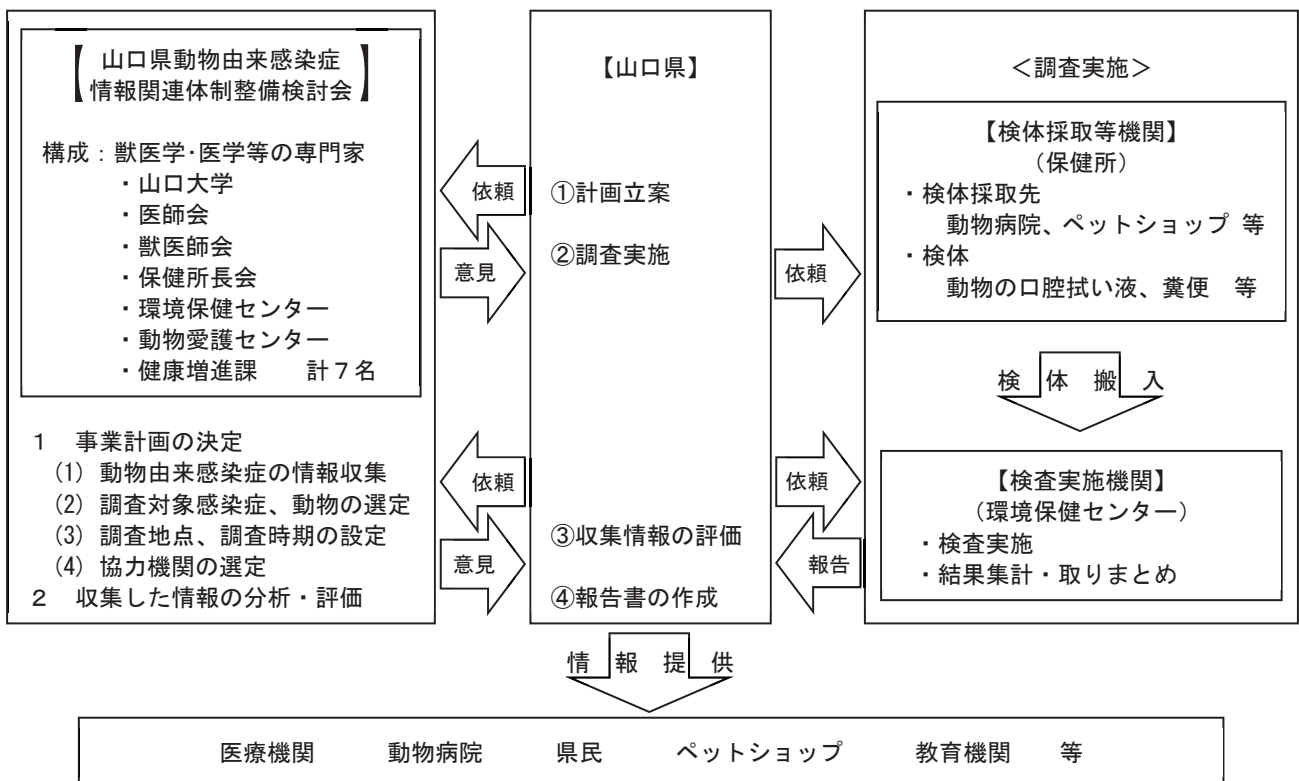 【山口県動物由来感染症
情報関連体制整備検討会】
構成：獣医学・医学等の専門家
・山口大学
・医師会
・獣医師会
・保健所長会
・環境保健センター
・動物愛護センター
・健康増進課　計７名
１　事業計画の決定
(1) 動物由来感染症の情報収集
(2) 調査対象感染症、動物の選定
(3) 調査地点、調査時期の設定
(4) 協力機関の選定
２　収集した情報の分析・評価
依頼
意見
依頼
意見
【山口県】
①計画立案
②調査実施
③収集情報の評価
④報告書の作成
依頼
依頼
報告
＜調査実施＞
【検体採取等機関】
（保健所）
・検体採取先
動物病院、ペットショップ 等
・検体
動物の口腔拭い液、糞便　等
検体搬入
【検査実施機関】
（環境保健センター）
・検査実施
・結果集計・取りまとめ
情報提供
医療機関　動物病院　県民　ペットショップ　教育機関　等